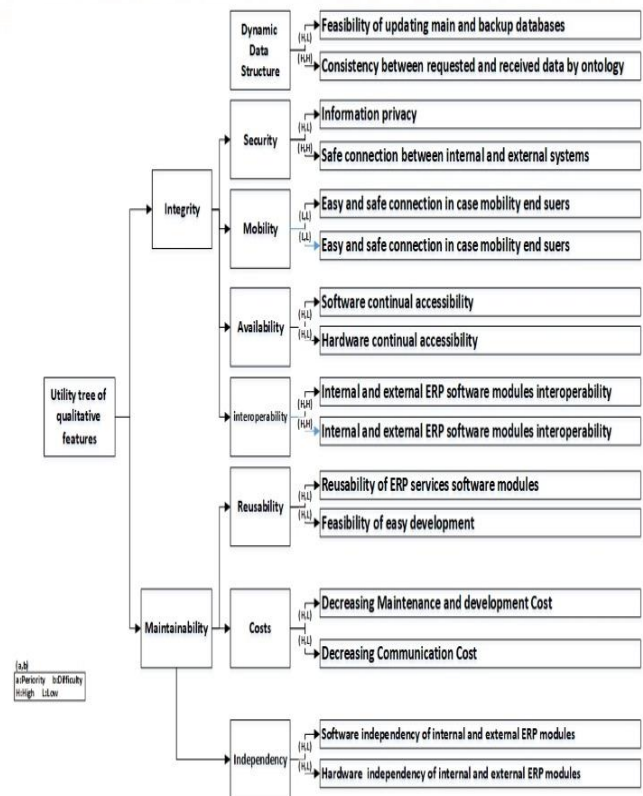 Dynamic
Data
Structure
(H,L)
Feasibility of updating main and backup databases
(H,H)
Consistency between requested and received data by ontology
Security
(H,L)
Information privacy
(H,H)
Safe connection between internal and external systems
Integrity
Mobility
(L,L)
Easy and safe connection in case mobility end suers
(L,L)
Easy and safe connection in case mobility end suers
Availability
(H,L)
Software continual accessibility
(H,L)
Hardware continual accessibility
Utility tree of
qualitative
features
interoperability
(H,H)
Internal and external ERP software modules interoperability
(H,H)
Internal and external ERP software modules interoperability
Reusability
(H,L)
Reusability of ERP services software modules
(H,L)
Feasibility of easy development
Maintainability
Costs
(H,L)
Decreasing Maintenance and development Cost
(H,L)
Decreasing Communication Cost
(a,b)
a:Periority b:Difficulty
H:High L:Low
Independency
(H,L)
Software independency of internal and external ERP modules
(H,L)
Hardware independency of internal and external ERP modules